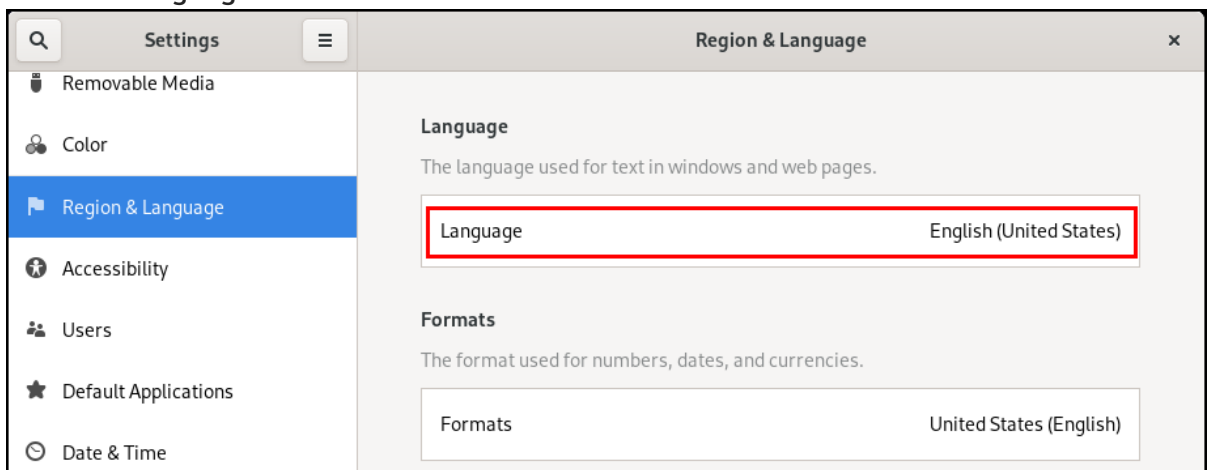 Settings
Region & Language
Removable Media
Color
Region & Language
Accessibility
Users
Default Applications
Date & Time
Language
The language used for text in windows and web pages.
Language English (United States)
Formats
The format used for numbers, dates, and currencies.
Formats United States (English)